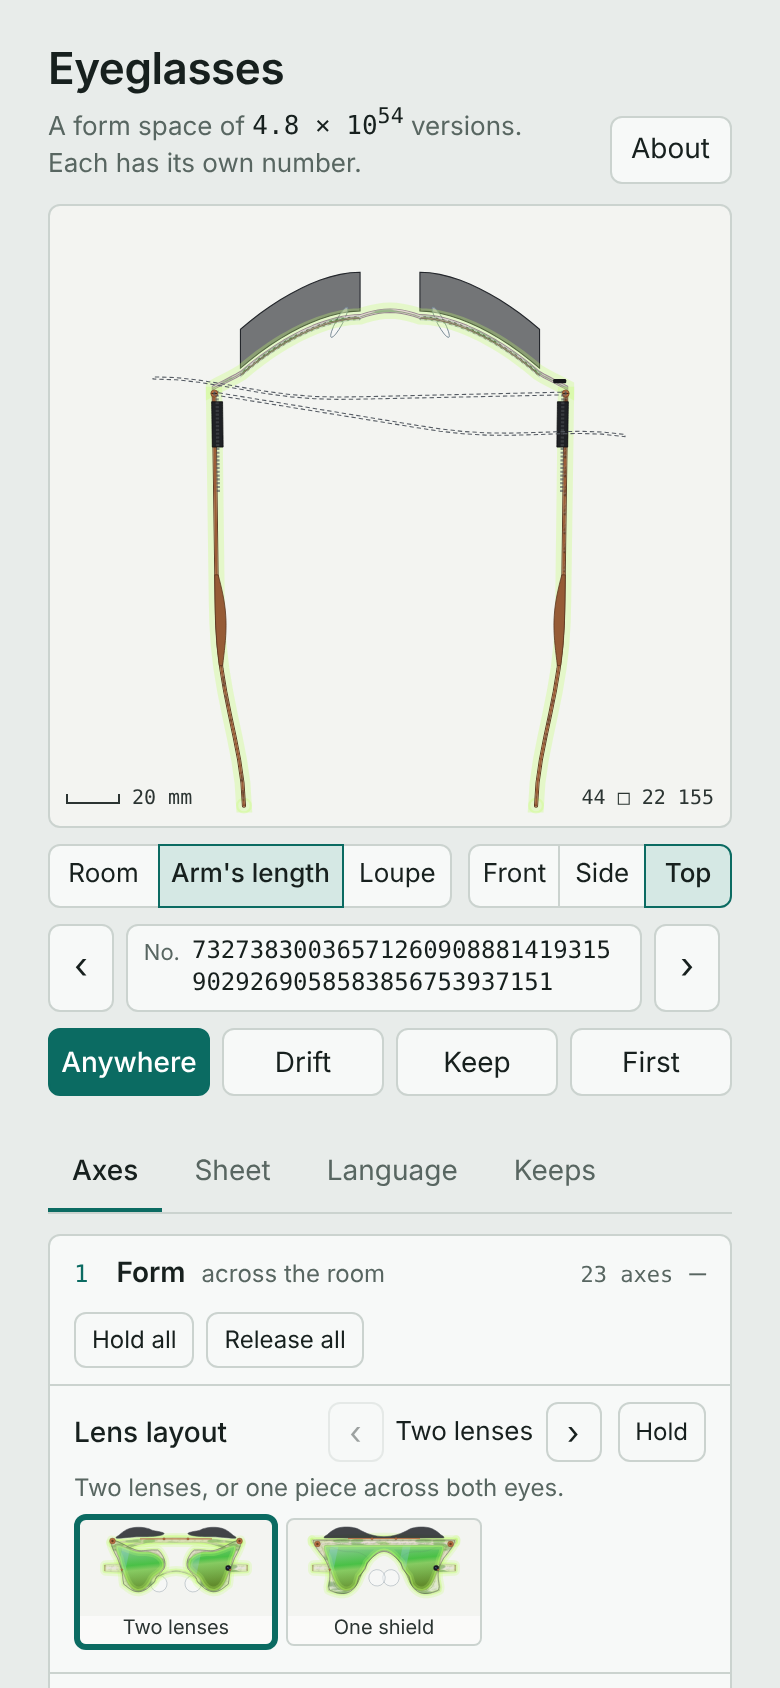 Eyeglasses
A form space of 4.8 × 10^54 versions.
Each has its own number.
About
20 mm
44 □ 22 155
Room
Arm's length
Loupe
Front
Side
Top
‹
No. 73273830036571260908881419315
90292690585838567539​37151
›
Anywhere
Drift
Keep
First
Axes
Sheet
Language
Keeps
1 Form across the room 23 axes —
Hold all
Release all
Lens layout
‹
Two lenses
›
Hold
Two lenses, or one piece across both eyes.
Two lenses
One shield